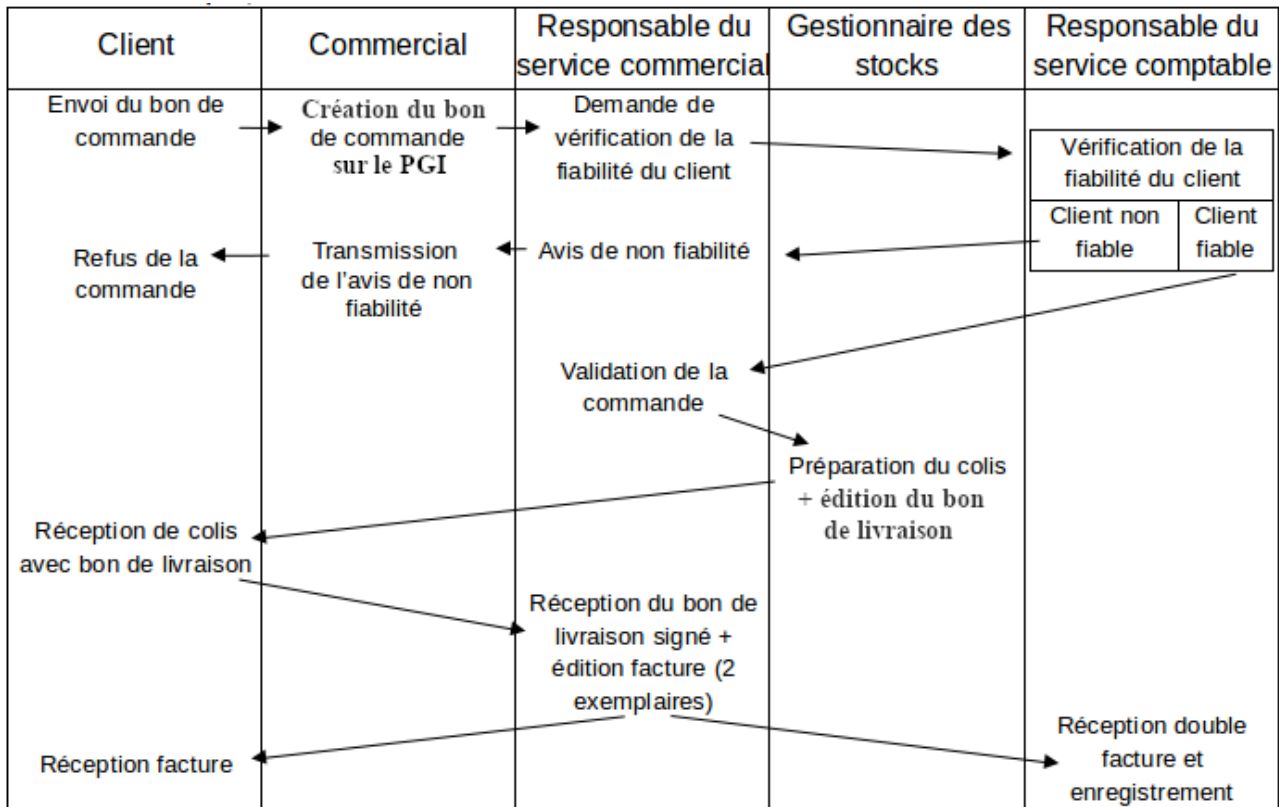 Client
Commercial
Responsable du
service commercial
Gestionnaire des
stocks
Responsable du
service comptable
Envoi du bon de
commande
Création du bon
de commande
sur le PGI
Demande de
vérification de la
fiabilité du client
Vérification de la
fiabilité du client
Client non
fiable
Client
fiable
Avis de non fiabilité
Transmission
de l'avis de non
fiabilité
Refus de la
commande
Validation de la
commande
Préparation du colis
+ édition du bon
de livraison
Réception de colis
avec bon de livraison
Réception du bon de
livraison signé +
édition facture (2
exemplaires)
Réception facture
Réception double
facture et
enregistrement